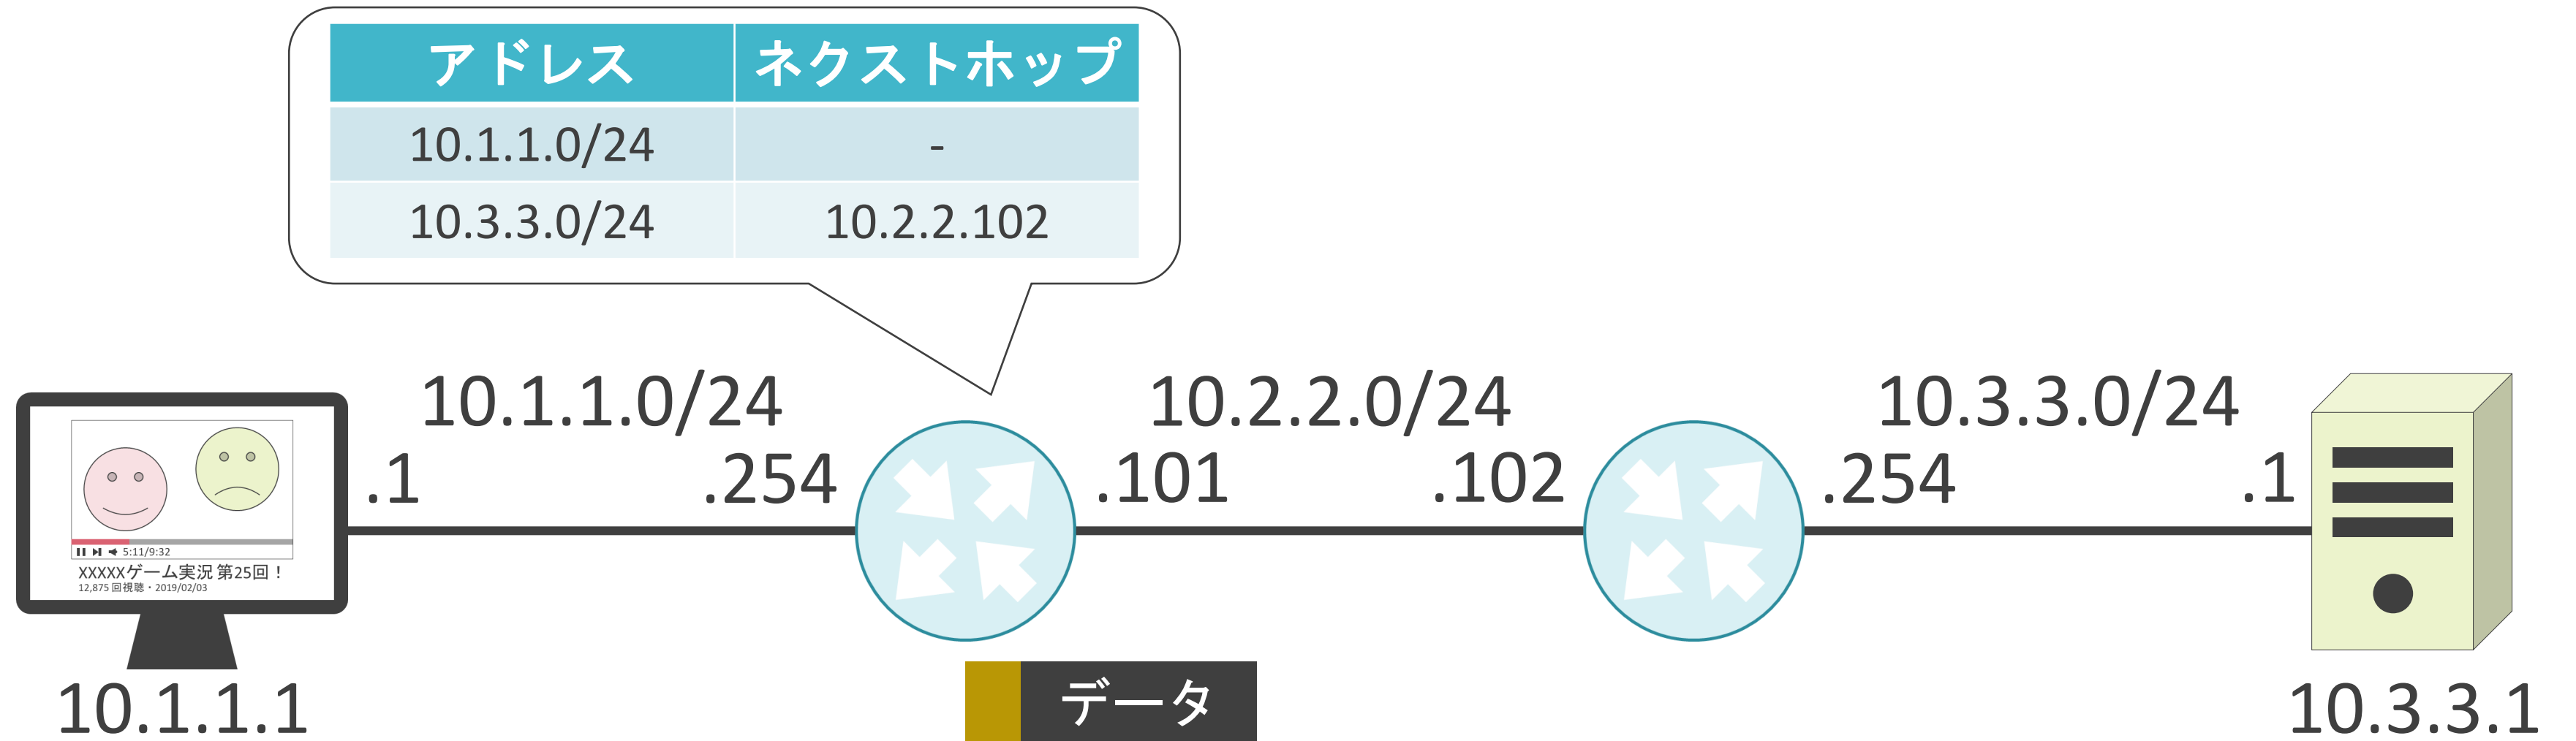 アドレス ネクストホップ
10.1.1.0/24 -
10.3.3.0/24 10.2.2.102
10.1.1.0/24 10.2.2.0/24 10.3.3.0/24
.1 .254 .101 .102 .254 .1
5:11/9:32
XXXXXゲーム実況 第25回！
12,875 回視聴・2019/02/03
データ
10.1.1.1 10.3.3.1